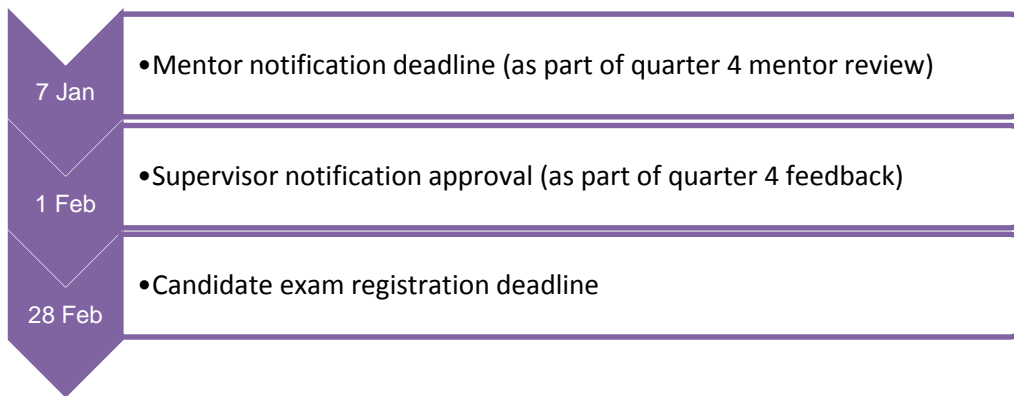 7 Jan
•Mentor notification deadline (as part of quarter 4 mentor review)
1 Feb
•Supervisor notification approval (as part of quarter 4 feedback)
28 Feb
•Candidate exam registration deadline